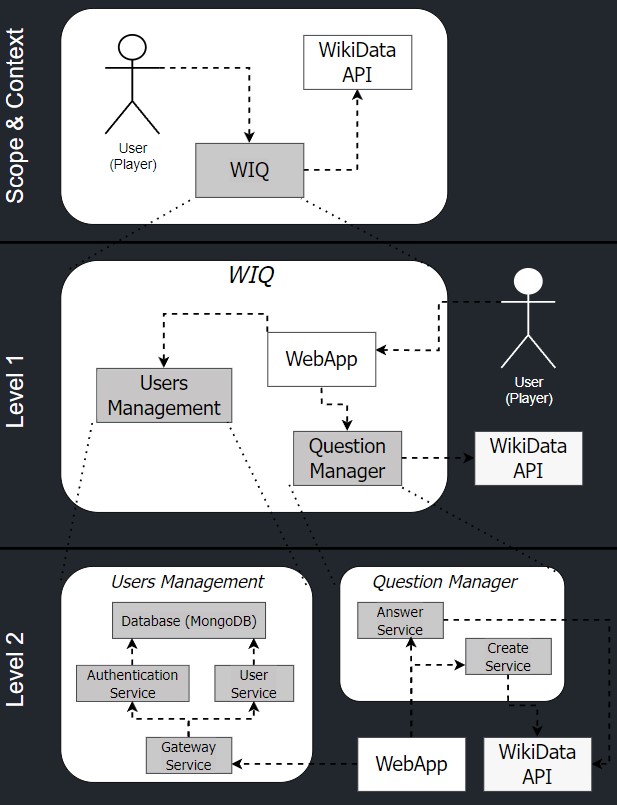 Scope & Context
WikiData
API
User
(Player)
WIQ
Level 1
WIQ
WebApp
Users
Management
User
(Player)
Question
Manager
WikiData
API
Level 2
Users Management
Database (MongoDB)
Authentication
Service
User
Service
Gateway
Service
Question Manager
Answer
Service
Create
Service
WebApp
WikiData
API